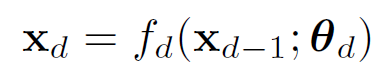 𝐱_d = f_d(𝐱_{d−1}; 𝜽_d)